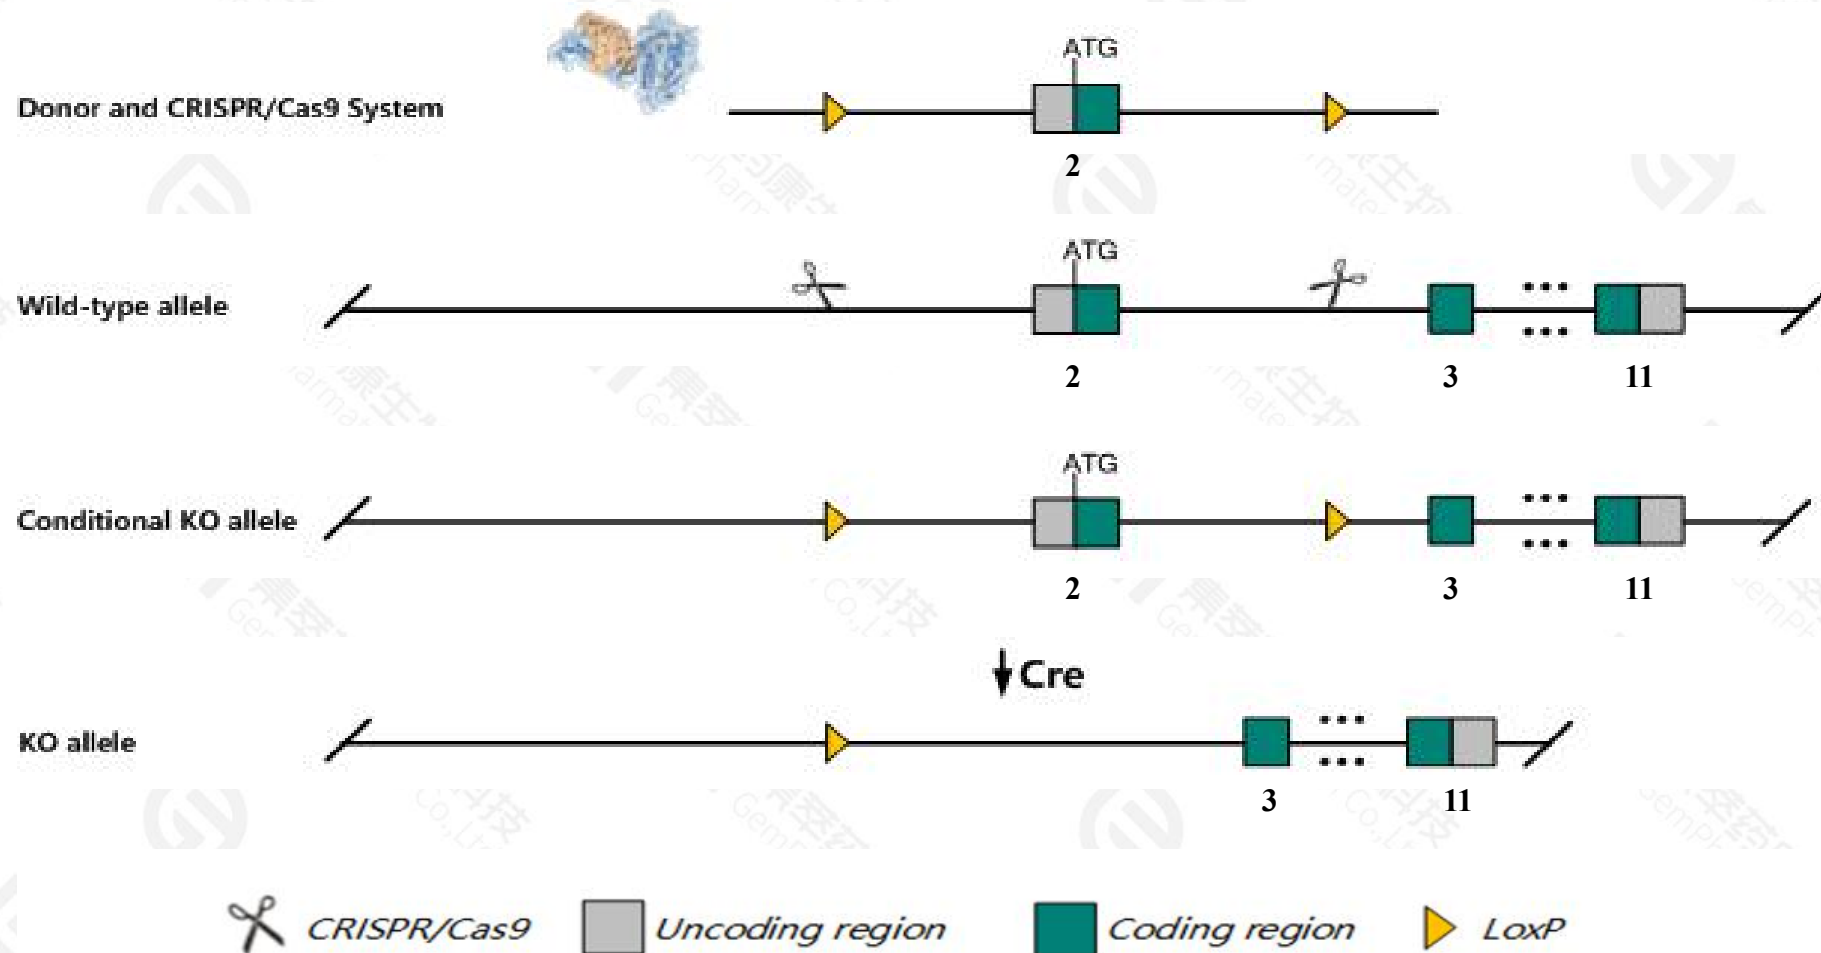 ATG
Donor and CRISPR/Cas9 System
2
ATG
Wild-type allele
2 3 11
ATG
Conditional KO allele
2 3 11
Cre
KO allele
3 11
CRISPR/Cas9 Uncoding region Coding region LoxP